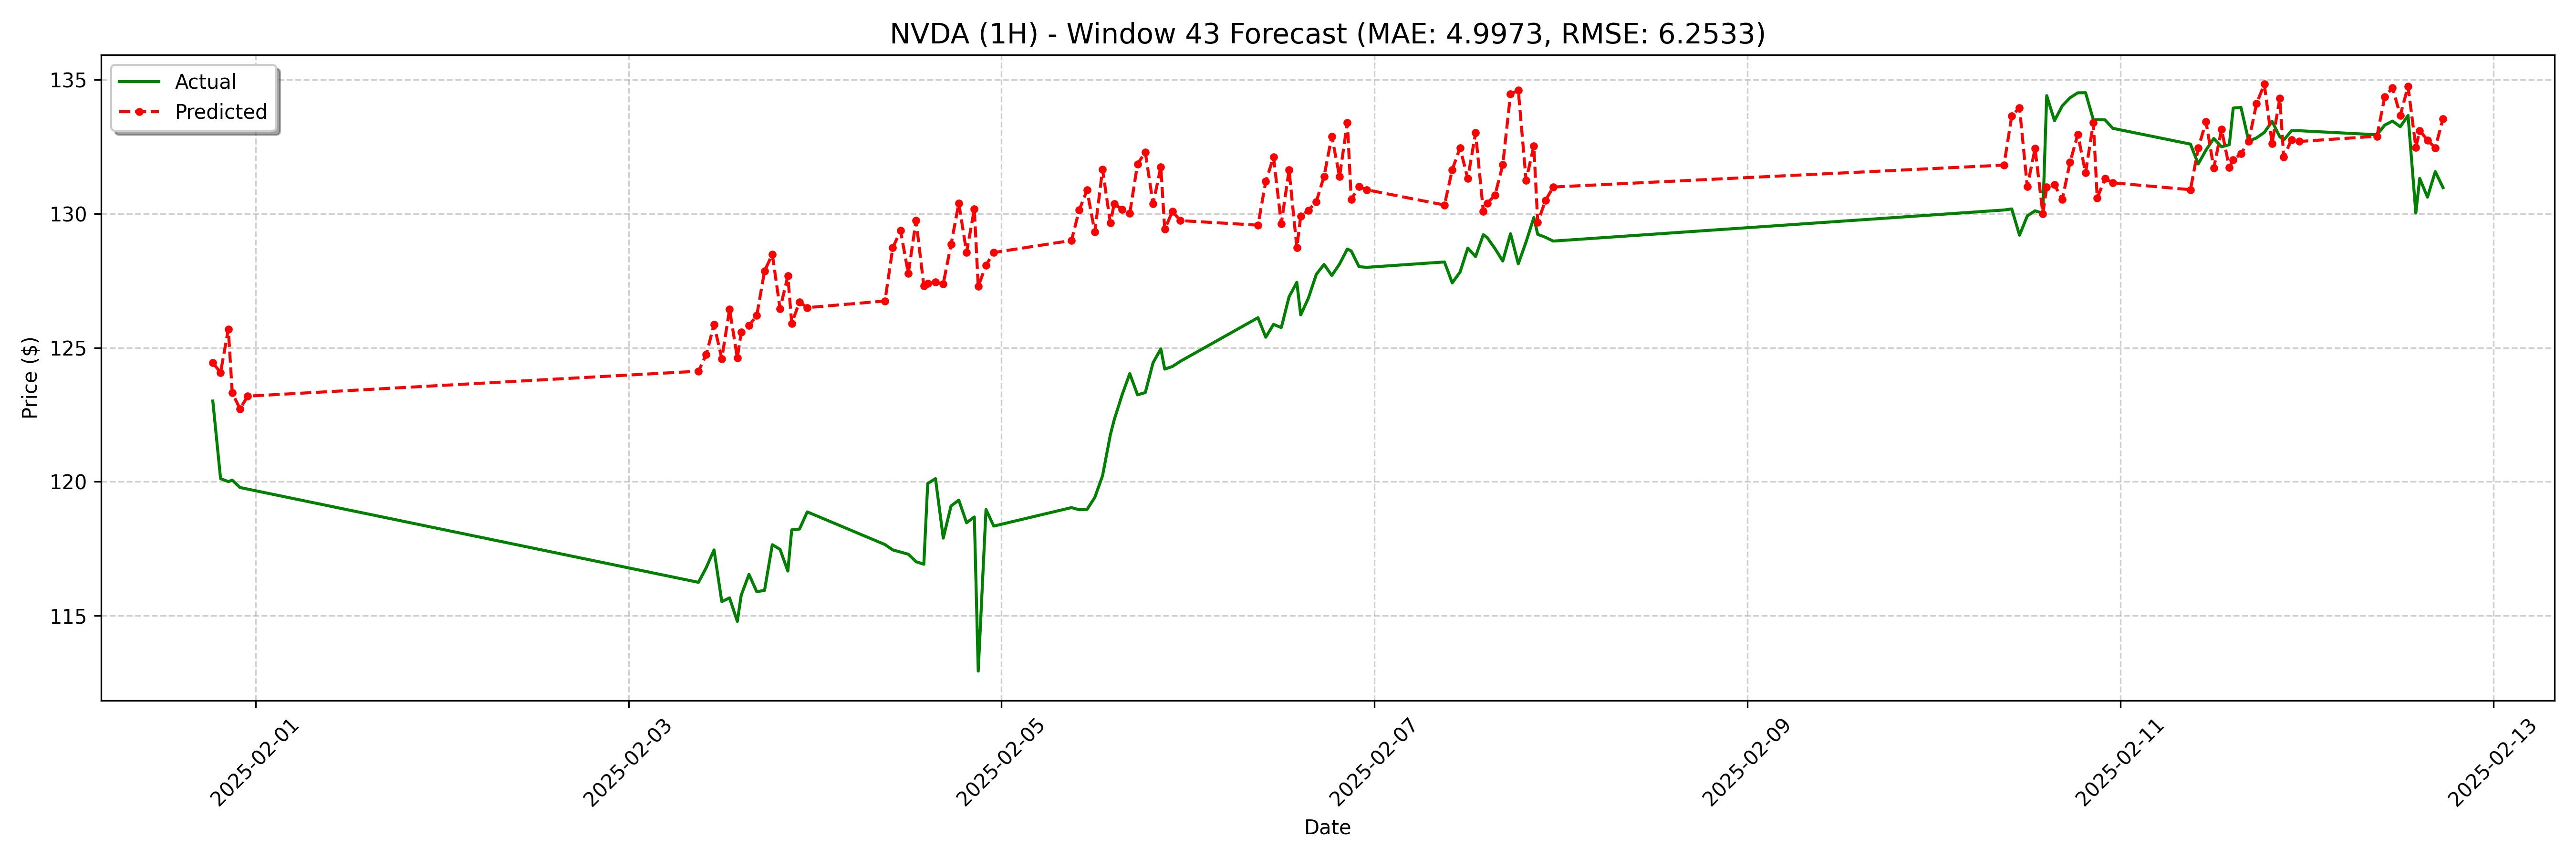 NVDA (1H) - Window 43 Forecast (MAE: 4.9973, RMSE: 6.2533)
Actual
Predicted
Price ($)
135
130
125
120
115
2025-02-01
2025-02-03
2025-02-05
2025-02-07
2025-02-09
2025-02-11
2025-02-13
Date